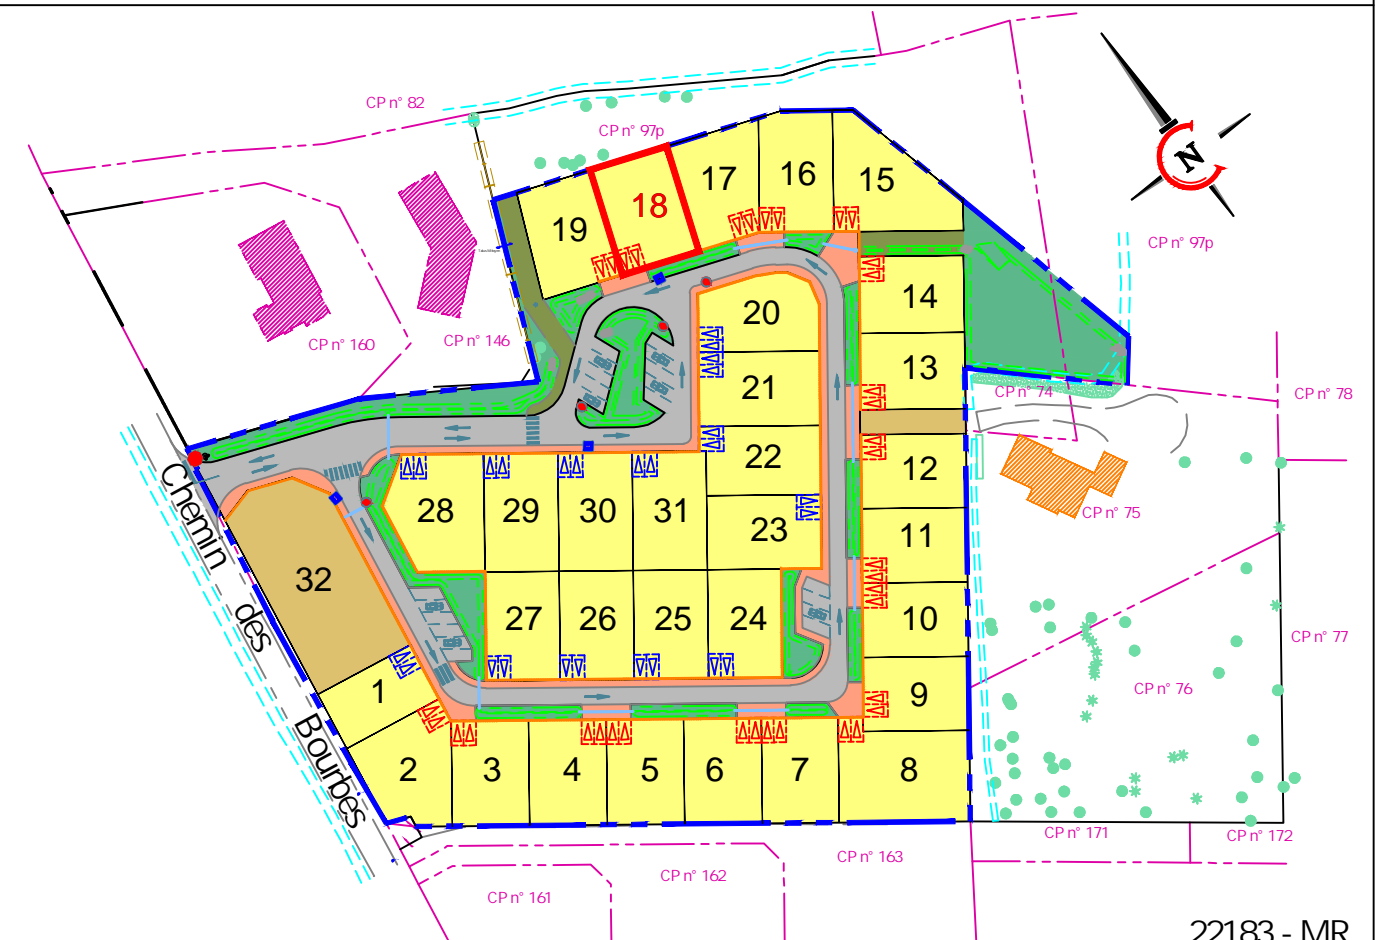 CP n° 82
CP n° 97p
N
17
16
15
18
19
CP n° 97p
14
20
CP n° 160
CP n° 146
13
21
CP n° 74
CP n° 78
22
12
28
29
30
31
23
CP n° 75
11
Chemin des Bourbes
32
27
26
25
24
10
CP n° 77
1
9
CP n° 76
2
3
4
5
6
7
8
CP n° 171
CP n° 172
CP n° 163
CP n° 162
CP n° 161
22183 - MR